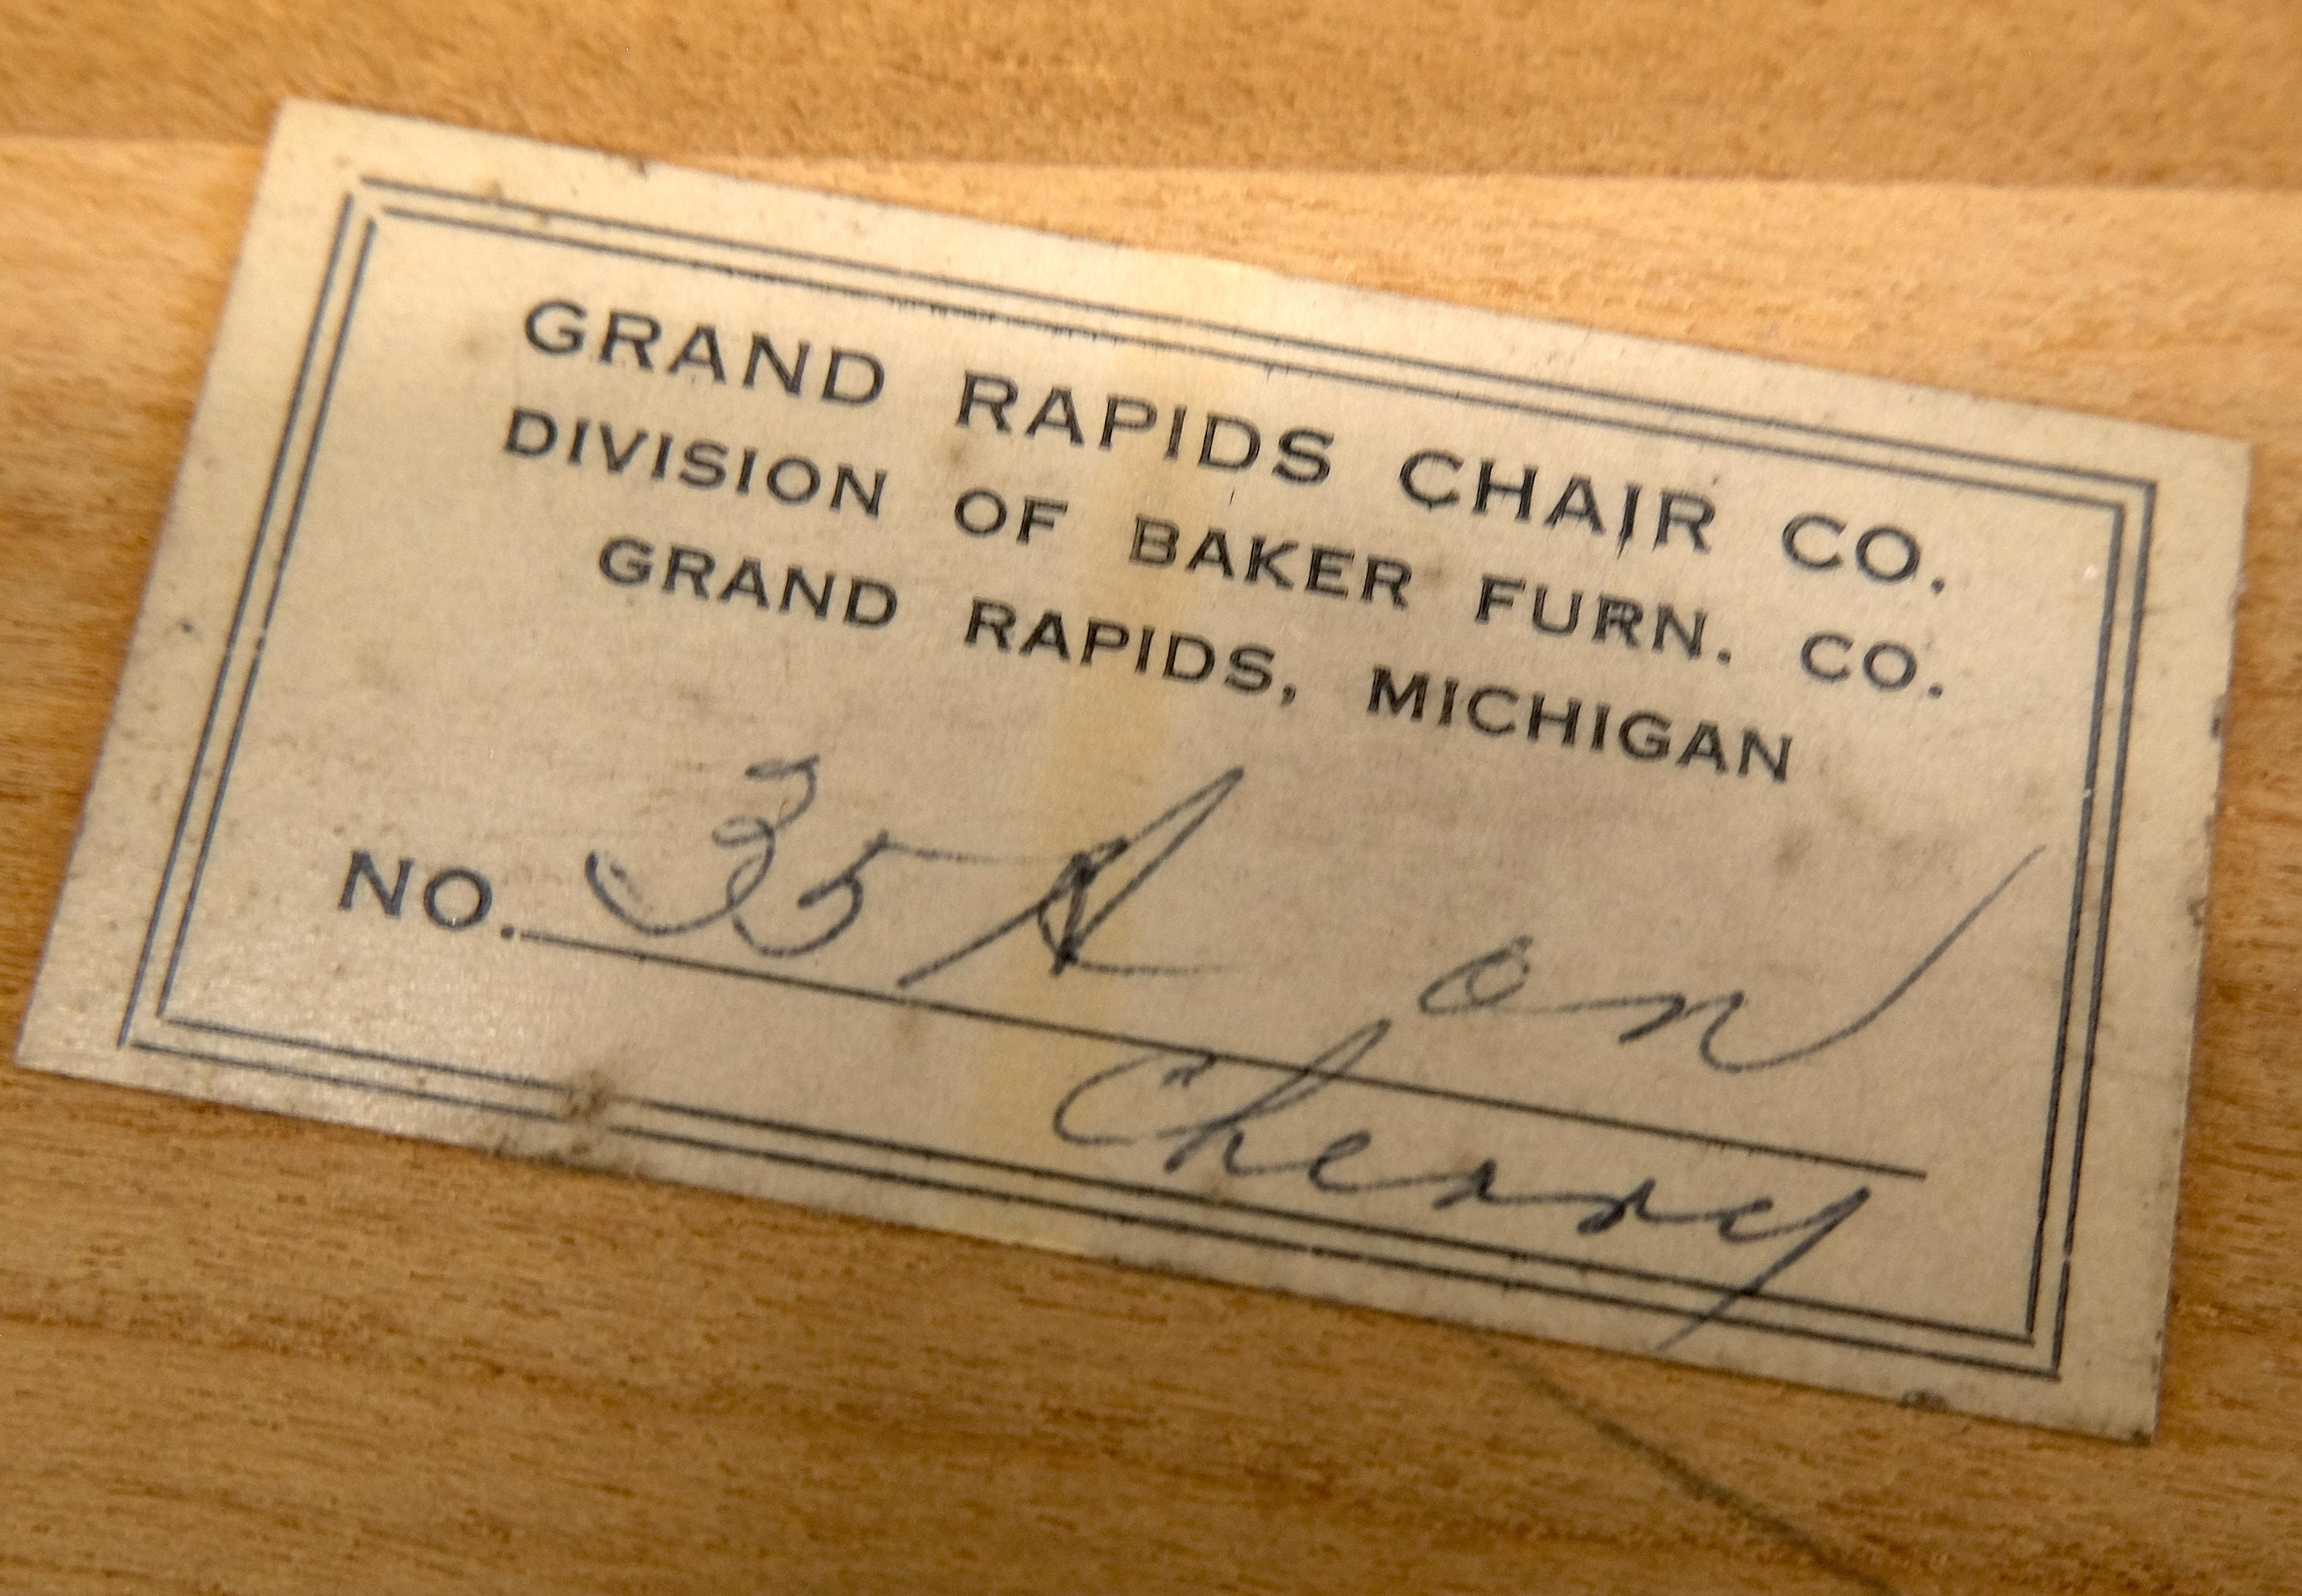 GRAND RAPIDS CHAIR CO.
DIVISION OF BAKER FURN. CO.
GRAND RAPIDS, MICHIGAN
NO. 35 A on
Cherry